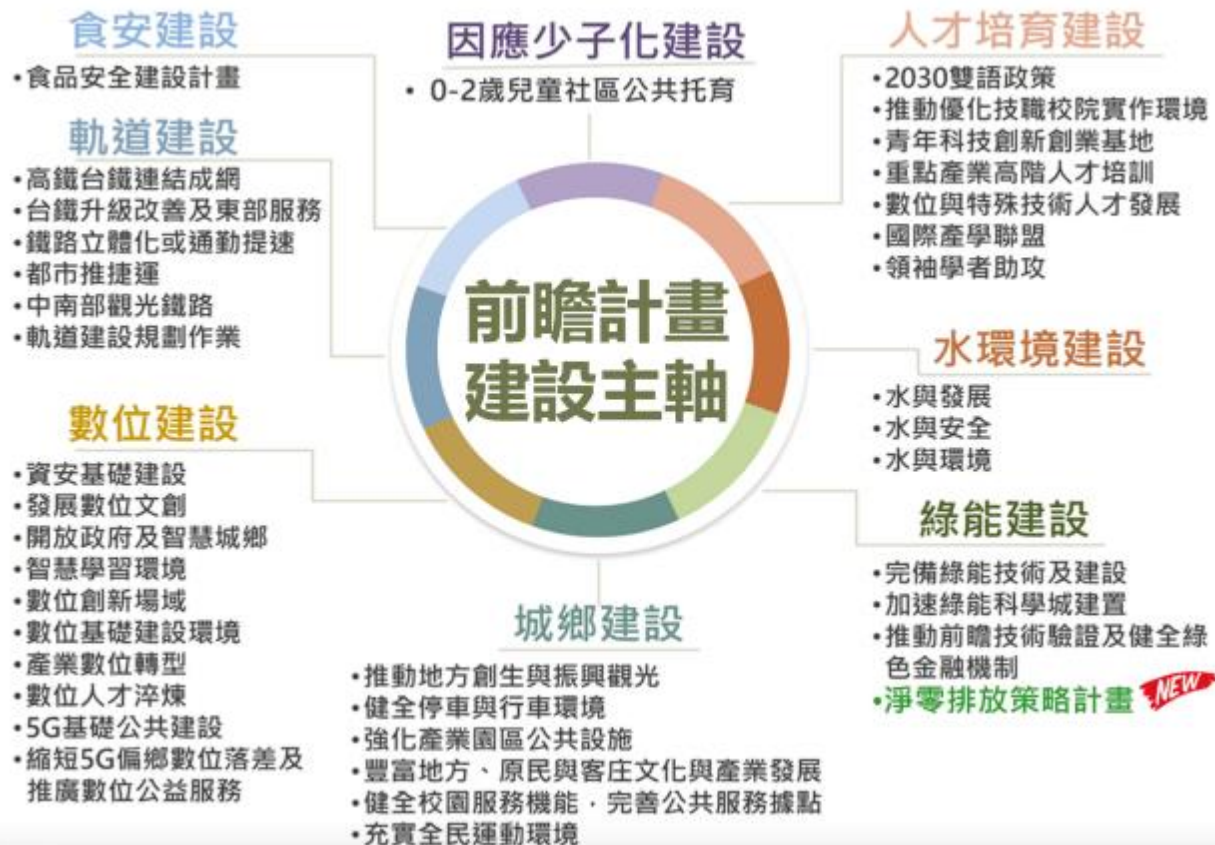 食安建設
•食品安全建設計畫
因應少子化建設
• 0-2歲兒童社區公共托育
人才培育建設
•2030雙語政策
•推動優化技職校院實作環境
•青年科技創新創業基地
•重點產業高階人才培訓
•數位與特殊技術人才發展
•國際產學聯盟
•領袖學者助攻
軌道建設
•高鐵台鐵連結成網
•台鐵升級改善及東部服務
•鐵路立體化或通勤提速
•都市推捷運
•中南部觀光鐵路
•軌道建設規劃作業
前瞻計畫
建設主軸
水環境建設
•水與發展
•水與安全
•水與環境
數位建設
•資安基礎建設
•發展數位文創
•開放政府及智慧城鄉
•智慧學習環境
•數位創新場域
•數位基礎建設環境
•產業數位轉型
•數位人才淬煉
•5G基礎公共建設
•縮短5G偏鄉數位落差及
推廣數位公益服務
綠能建設
•完備綠能技術及建設
•加速綠能科學城建置
•推動前瞻技術驗證及健全綠
色金融機制
•淨零排放策略計畫 NEW
城鄉建設
•推動地方創生與振興觀光
•健全停車與行車環境
•強化產業園區公共設施
•豐富地方、原民與客庄文化與產業發展
•健全校園服務機能，完善公共服務據點
•充實全民運動環境